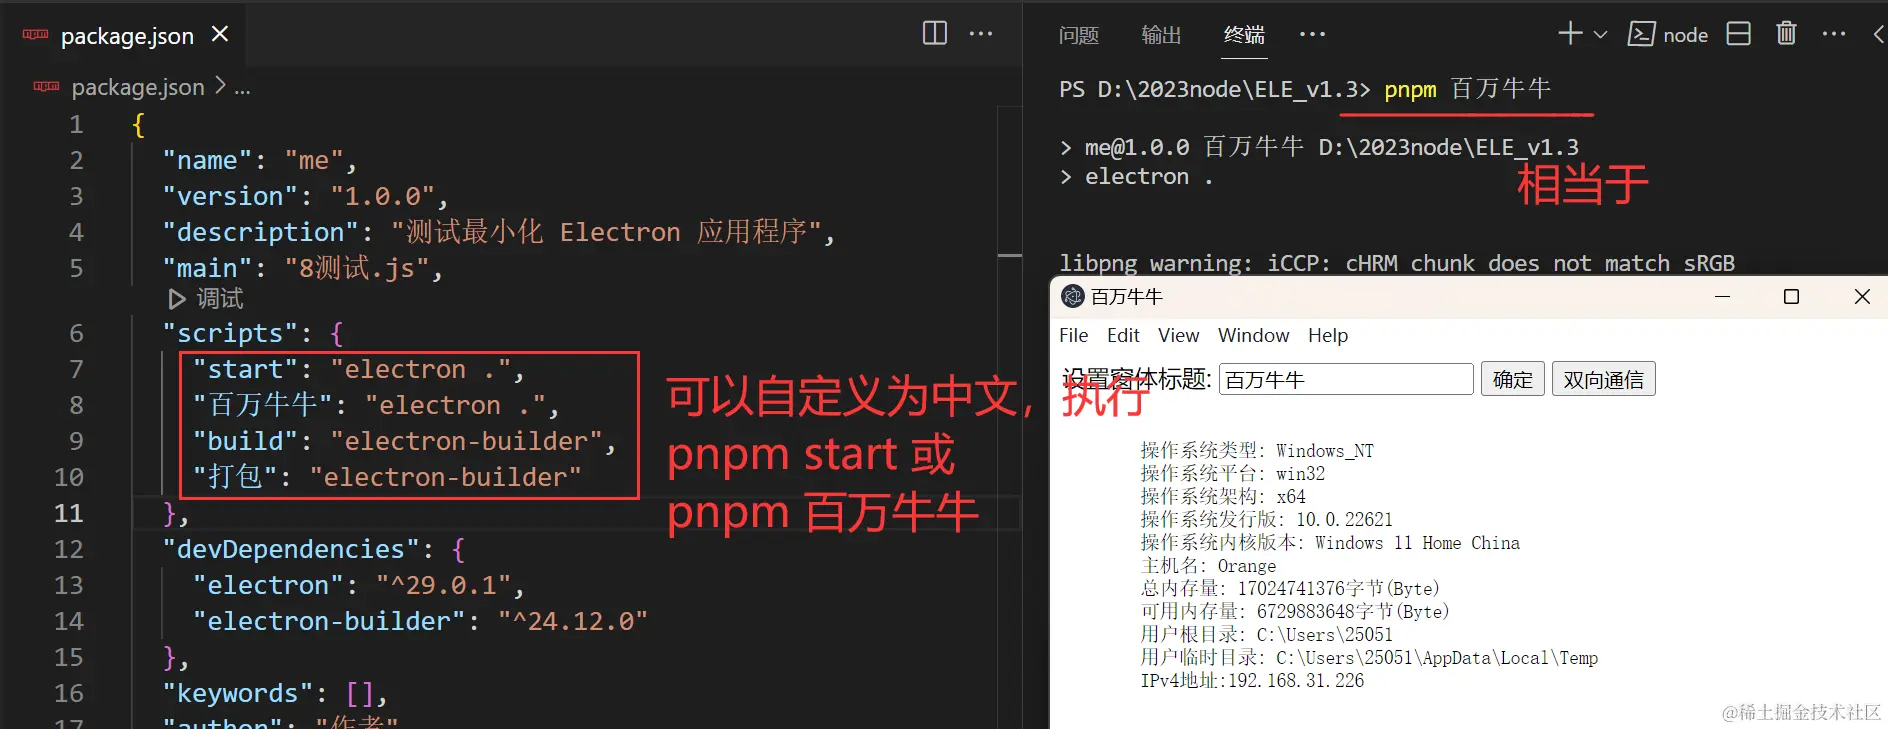 package.json
package.json > ...
1 {
2 "name": "me",
3 "version": "1.0.0",
4 "description": "测试最小化 Electron 应用程序",
5 "main": "8测试.js",
调试
6 "scripts": {
7 "start": "electron .",
8 "百万牛牛": "electron .",
9 "build": "electron-builder",
10 "打包": "electron-builder"
11 },
12 "devDependencies": {
13 "electron": "^29.0.1",
14 "electron-builder": "^24.12.0"
15 },
16 "keywords": [],
17 "author": "作者"
可以自定义为中文，执行
pnpm start 或
pnpm 百万牛牛
问题 输出 终端 ... node
PS D:\2023node\ELE_v1.3> pnpm 百万牛牛
> me@1.0.0 百万牛牛 D:\2023node\ELE_v1.3
> electron .
相当于
libpng warning: iCCP: cHRM chunk does not match sRGB
百万牛牛
File Edit View Window Help
设置窗体标题: 百万牛牛 确定 双向通信
操作系统类型: Windows_NT
操作系统平台: win32
操作系统架构: x64
操作系统发行版: 10.0.22621
操作系统内核版本: Windows 11 Home China
主机名: Orange
总内存量: 17024741376字节(Byte)
可用内存量: 6729883648字节(Byte)
用户根目录: C:\Users\25051
用户临时目录: C:\Users\25051\AppData\Local\Temp
IPv4地址:192.168.31.226
@稀土掘金技术社区